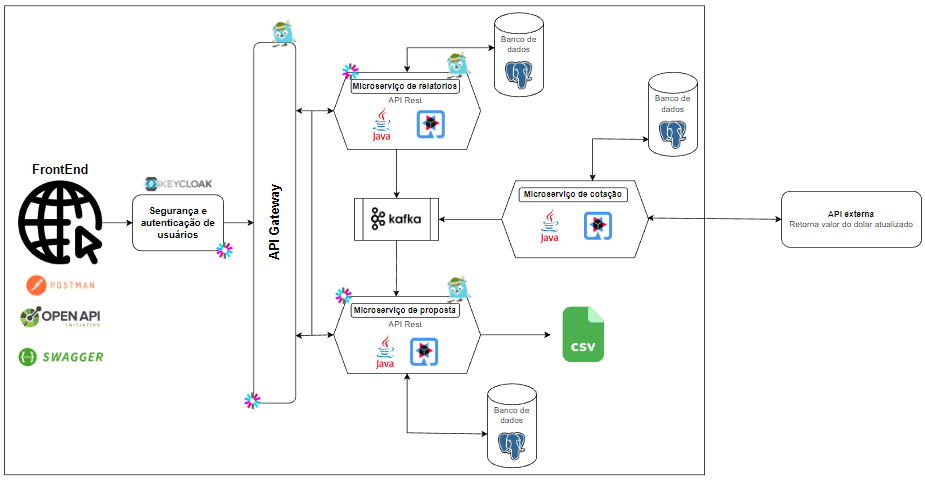 Banco de
dados
Microserviço de relatorios
API Rest
Java
Banco de
dados
FrontEnd
KEYCLOAK
Segurança e
autenticação de
usuários
API Gateway
kafka
Microserviço de cotação
Java
API externa
Retorna valor do dolar atualizado
POSTMAN
OPEN API
INITIATIVE
SWAGGER
Microserviço de proposta
API Rest
Java
CSV
Banco de
dados